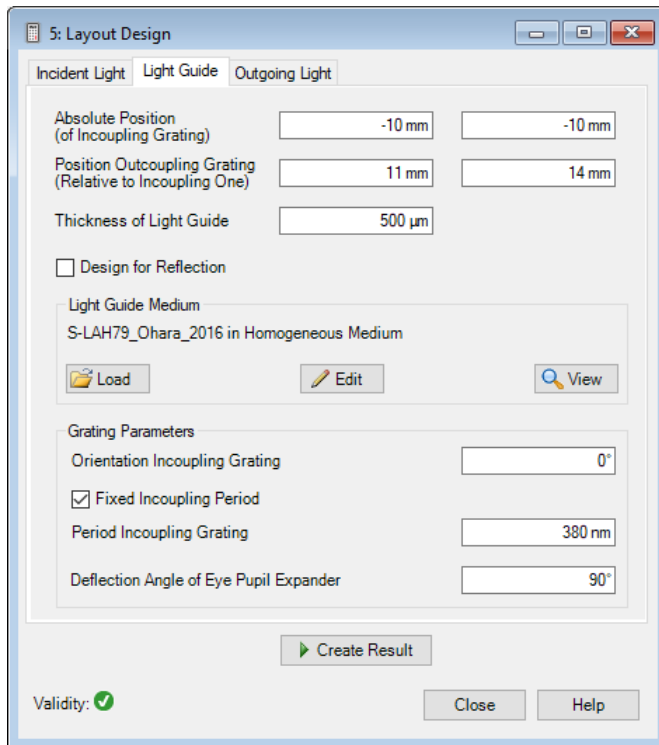 5: Layout Design
Incident Light Light Guide Outgoing Light
Absolute Position
(of Incoupling Grating) -10 mm -10 mm
Position Outcoupling Grating
(Relative to Incoupling One) 11 mm 14 mm
Thickness of Light Guide 500 µm
Design for Reflection
Light Guide Medium
S-LAH79_Ohara_2016 in Homogeneous Medium
Load Edit View
Grating Parameters
Orientation Incoupling Grating 0°
Fixed Incoupling Period
Period Incoupling Grating 380 nm
Deflection Angle of Eye Pupil Expander 90°
Create Result
Validity: Close Help